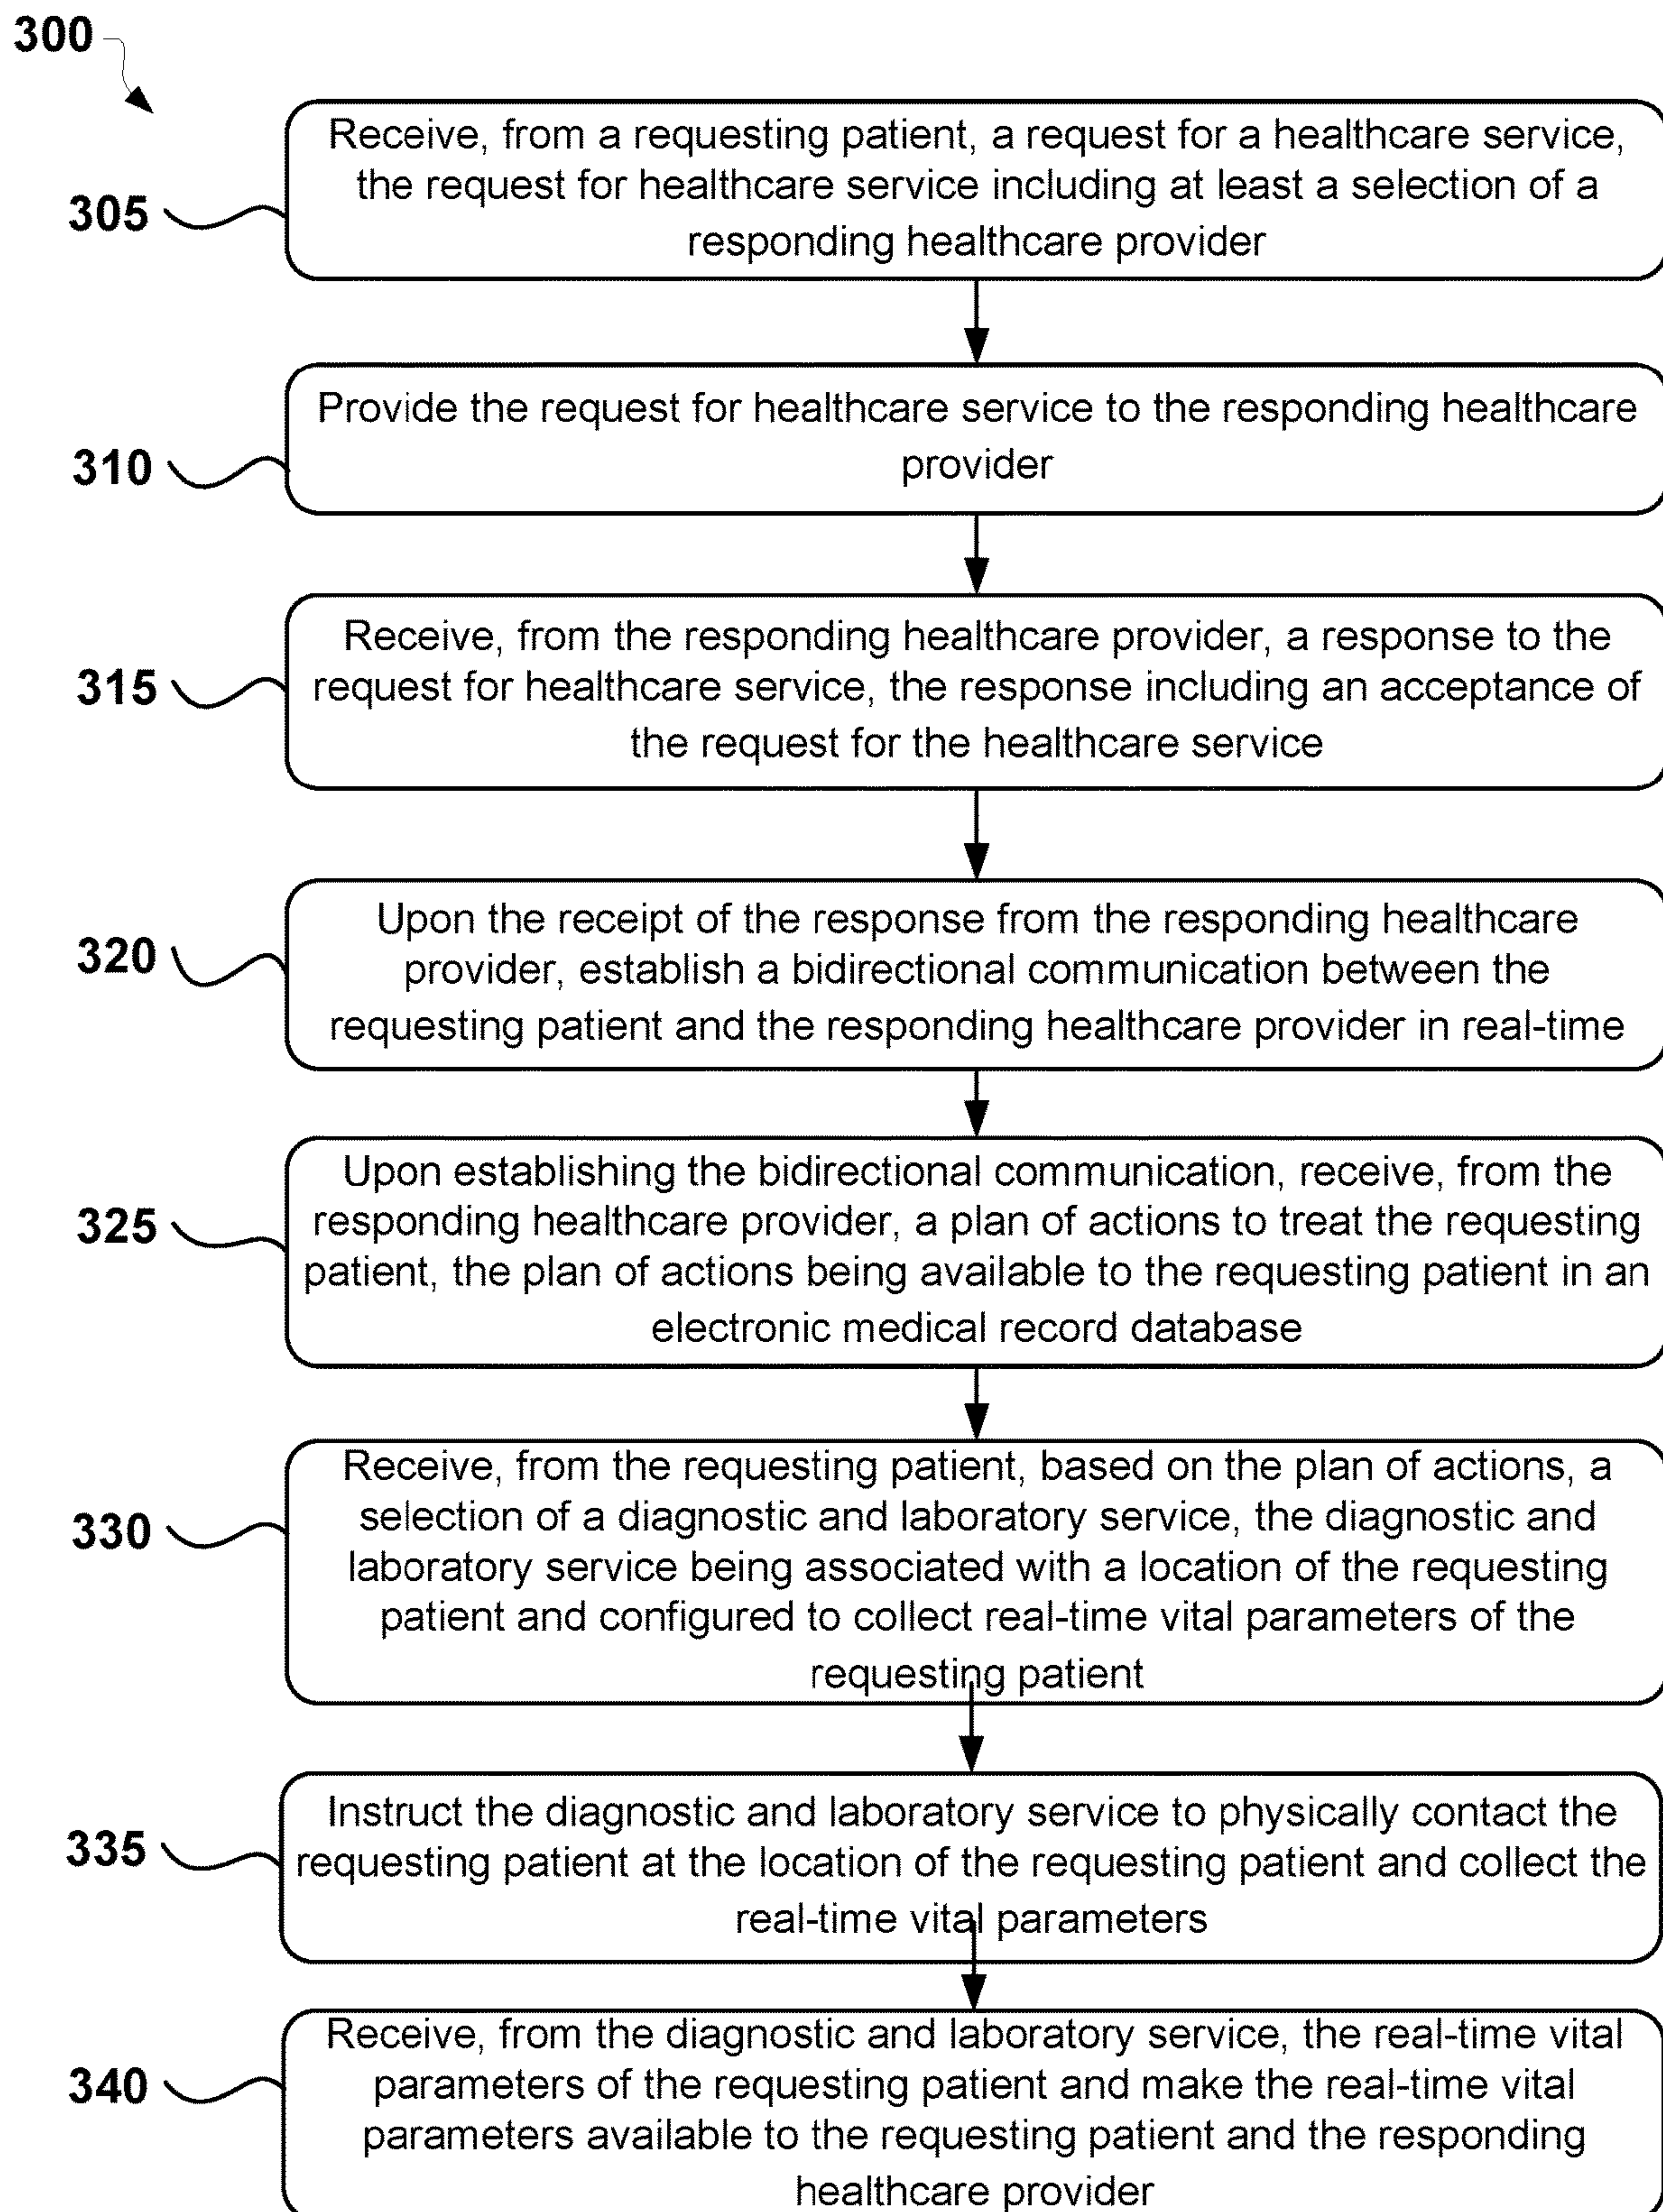 300
Receive, from a requesting patient, a request for a healthcare service,
the request for healthcare service including at least a selection of a
responding healthcare provider
305
Provide the request for healthcare service to the responding healthcare
provider
310
Receive, from the responding healthcare provider, a response to the
request for healthcare service, the response including an acceptance of
the request for the healthcare service
315
Upon the receipt of the response from the responding healthcare
provider, establish a bidirectional communication between the
requesting patient and the responding healthcare provider in real-time
320
Upon establishing the bidirectional communication, receive, from the
responding healthcare provider, a plan of actions to treat the requesting
patient, the plan of actions being available to the requesting patient in an
electronic medical record database
325
Receive, from the requesting patient, based on the plan of actions, a
selection of a diagnostic and laboratory service, the diagnostic and
laboratory service being associated with a location of the requesting
patient and configured to collect real-time vital parameters of the
requesting patient
330
Instruct the diagnostic and laboratory service to physically contact the
requesting patient at the location of the requesting patient and collect the
real-time vital parameters
335
Receive, from the diagnostic and laboratory service, the real-time vital
parameters of the requesting patient and make the real-time vital
parameters available to the requesting patient and the responding
healthcare provider
340